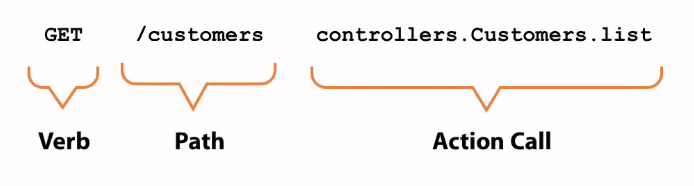 GET /customers controllers.Customers.list
Verb Path Action Call